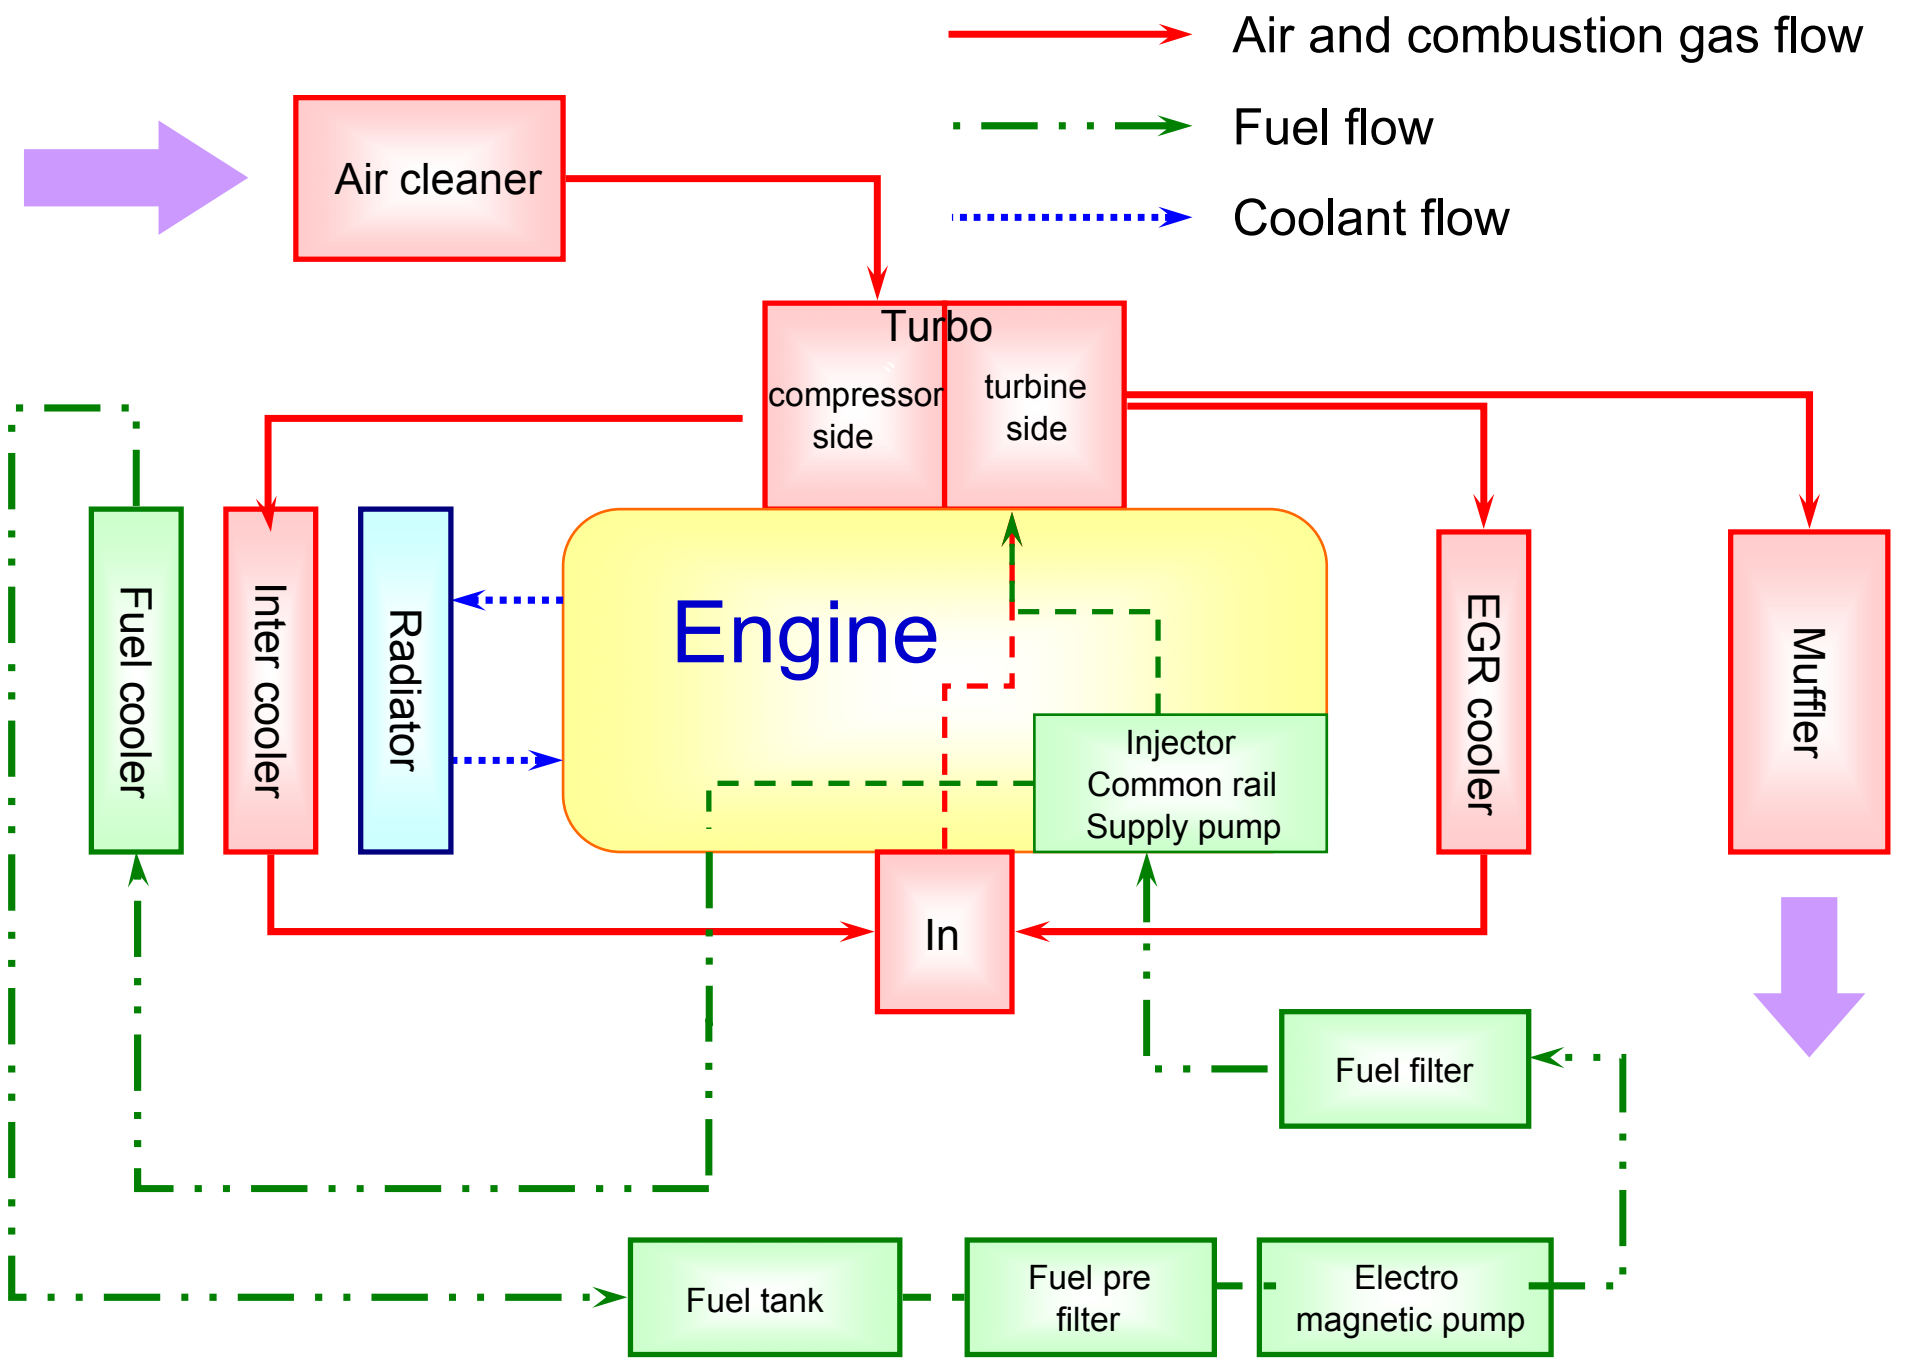 Air and combustion gas flow
Fuel flow
Coolant flow
Air cleaner
Turbo
compressor
side
turbine
side
Fuel cooler
Inter cooler
Radiator
Engine
EGR cooler
Muffler
Injector
Common rail
Supply pump
In
Fuel filter
Fuel tank
Fuel pre
filter
Electro
magnetic pump